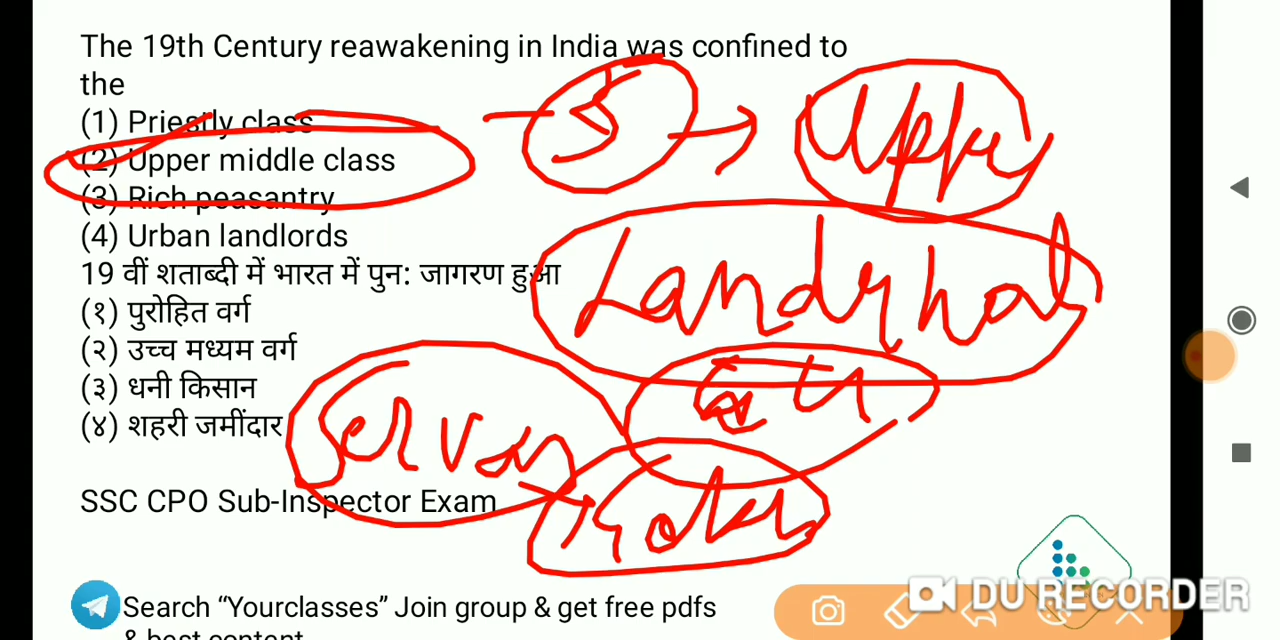 The 19th Century reawakening in India was confined to
the
(1) Priestly class
(2) Upper middle class
(3) Rich peasantry
(4) Urban landlords
19 वीं शताब्दी में भारत में पुन: जागरण हुआ
(१) पुरोहित वर्ग
(२) उच्च मध्यम वर्ग
(३) धनी किसान
(४) शहरी जमींदार
SSC CPO Sub-Inspector Exam
Search “Yourclasses” Join group & get free pdfs
& best content
DU RECORDER